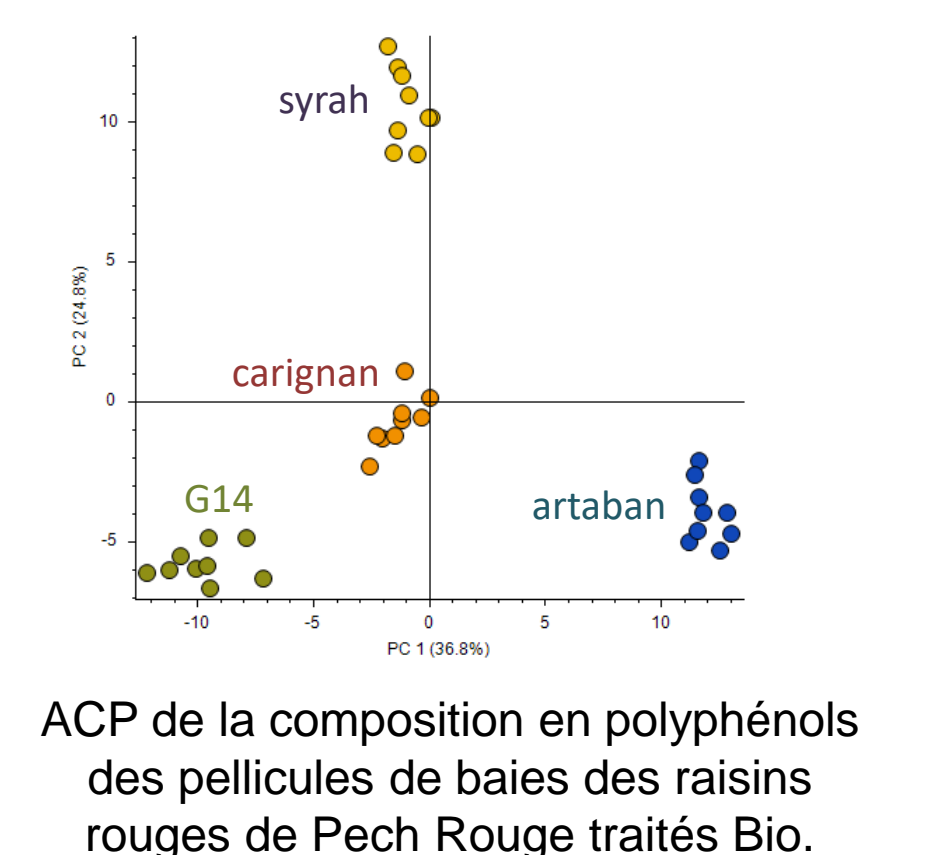 syrah
10
5
PC 2 (24.8%)
carignan
0
G14
artaban
-5
-10 -5 0 5 10
PC 1 (36.8%)
ACP de la composition en polyphénols
des pellicules de baies des raisins
rouges de Pech Rouge traités Bio.